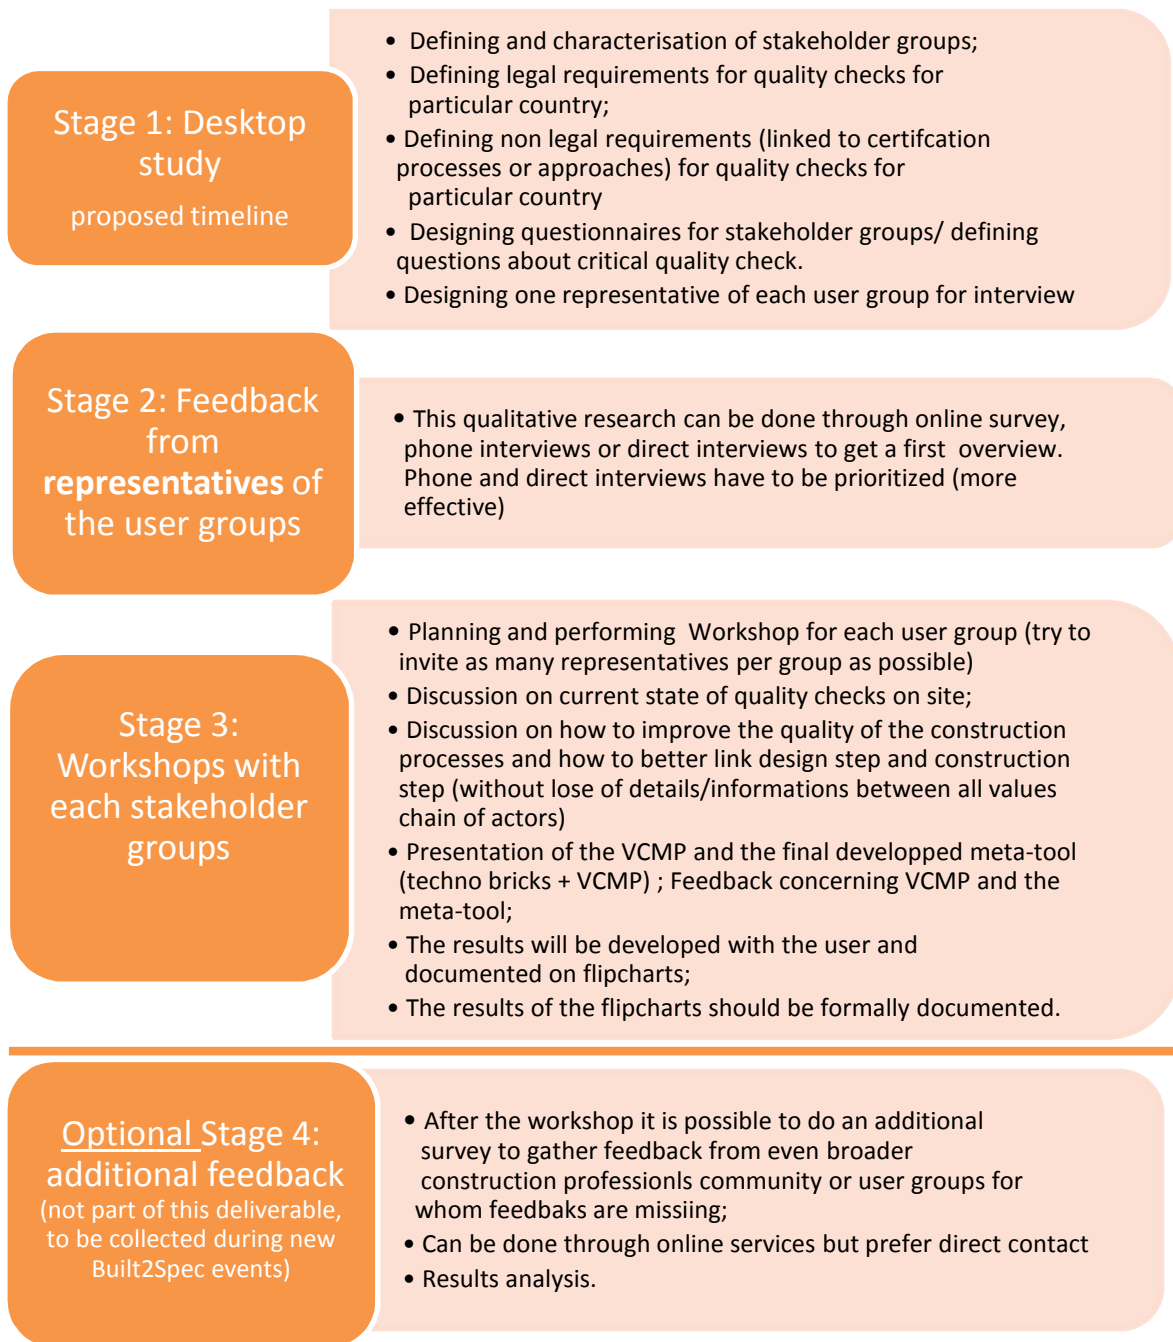 Stage 1: Desktop
study
proposed timeline
• Defining and characterisation of stakeholder groups;
• Defining legal requirements for quality checks for
particular country;
• Defining non legal requirements (linked to certifcation
processes or approaches) for quality checks for
particular country
• Designing questionnaires for stakeholder groups/ defining
questions about critical quality check.
• Designing one representative of each user group for interview
Stage 2: Feedback
from
representatives of
the user groups
• This qualitative research can be done through online survey,
phone interviews or direct interviews to get a first overview.
Phone and direct interviews have to be prioritized (more
effective)
Stage 3:
Workshops with
each stakeholder
groups
• Planning and performing Workshop for each user group (try to
invite as many representatives per group as possible)
• Discussion on current state of quality checks on site;
• Discussion on how to improve the quality of the construction
processes and how to better link design step and construction
step (without lose of details/informations between all values
chain of actors)
• Presentation of the VCMP and the final developped meta-tool
(techno bricks + VCMP) ; Feedback concerning VCMP and the
meta-tool;
• The results will be developed with the user and
documented on flipcharts;
• The results of the flipcharts should be formally documented.
Optional Stage 4:
additional feedback
(not part of this deliverable,
to be collected during new
Built2Spec events)
• After the workshop it is possible to do an additional
survey to gather feedback from even broader
construction professionls community or user groups for
whom feedbaks are missiing;
• Can be done through online services but prefer direct contact
• Results analysis.